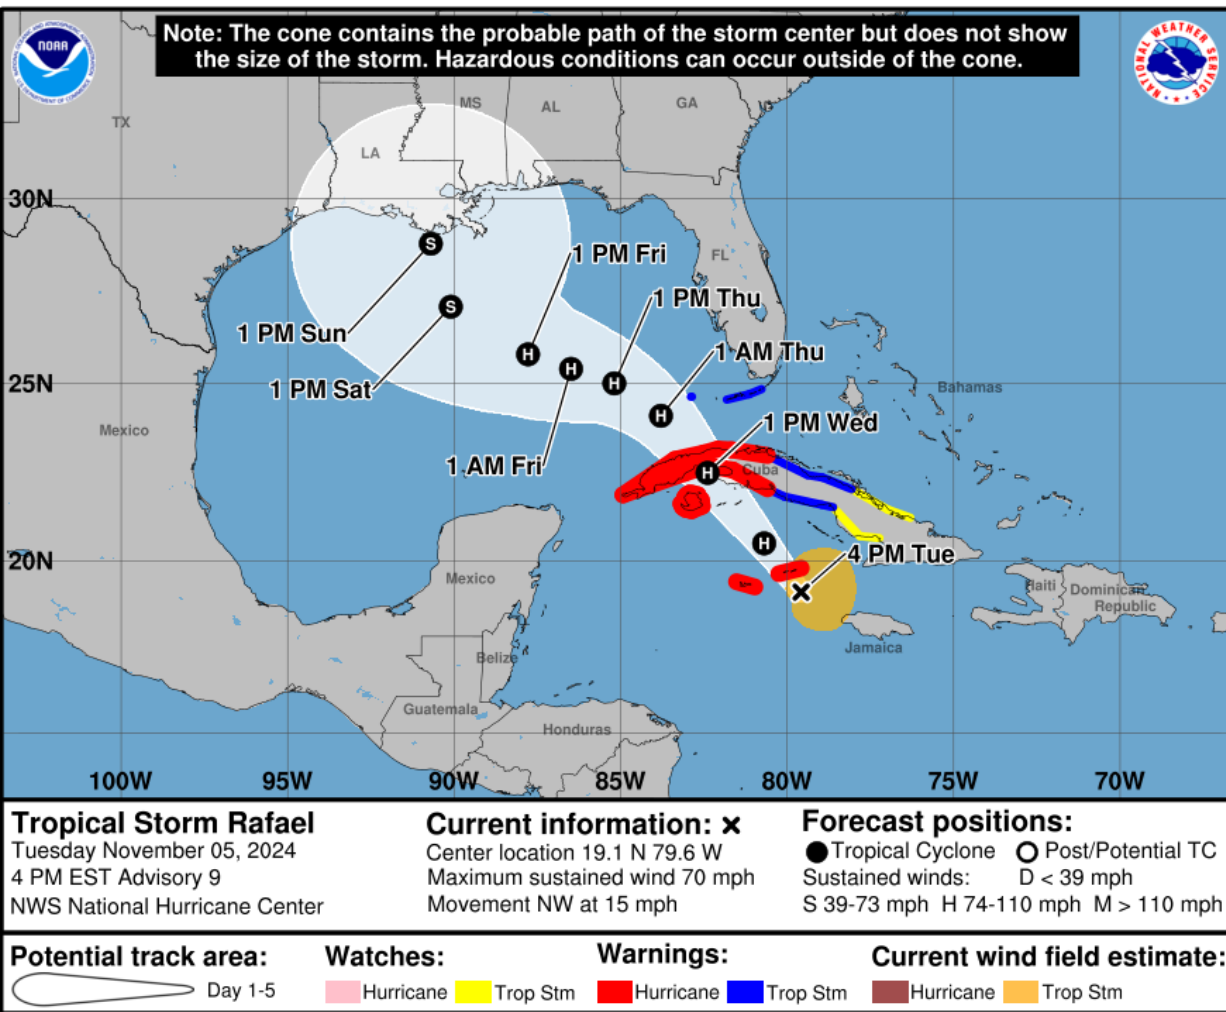 Note: The cone contains the probable path of the storm center but does not show
the size of the storm. Hazardous conditions can occur outside of the cone.
NOAA
NATIONAL WEATHER SERVICE
MS
AL
GA
TX
LA
30N
FL
1 PM Fri
1 PM Thu
S
1 PM Sun
S
1 AM Thu
H
H
H
25N
1 PM Sat
Bahamas
H
1 PM Wed
Mexico
1 AM Fri
H
Cuba
H
4 PM Tue
20N
Mexico
Haiti
Dominican
Republic
Jamaica
Belize
Guatemala
Honduras
100W 95W 90W 85W 80W 75W 70W
Tropical Storm Rafael
Tuesday November 05, 2024
4 PM EST Advisory 9
NWS National Hurricane Center
Current information: x
Center location 19.1 N 79.6 W
Maximum sustained wind 70 mph
Movement NW at 15 mph
Forecast positions:
Tropical Cyclone Post/Potential TC
Sustained winds: D < 39 mph
S 39-73 mph H 74-110 mph M > 110 mph
Potential track area:
Day 1-5
Watches:
Hurricane Trop Stm
Warnings:
Hurricane Trop Stm
Current wind field estimate:
Hurricane Trop Stm